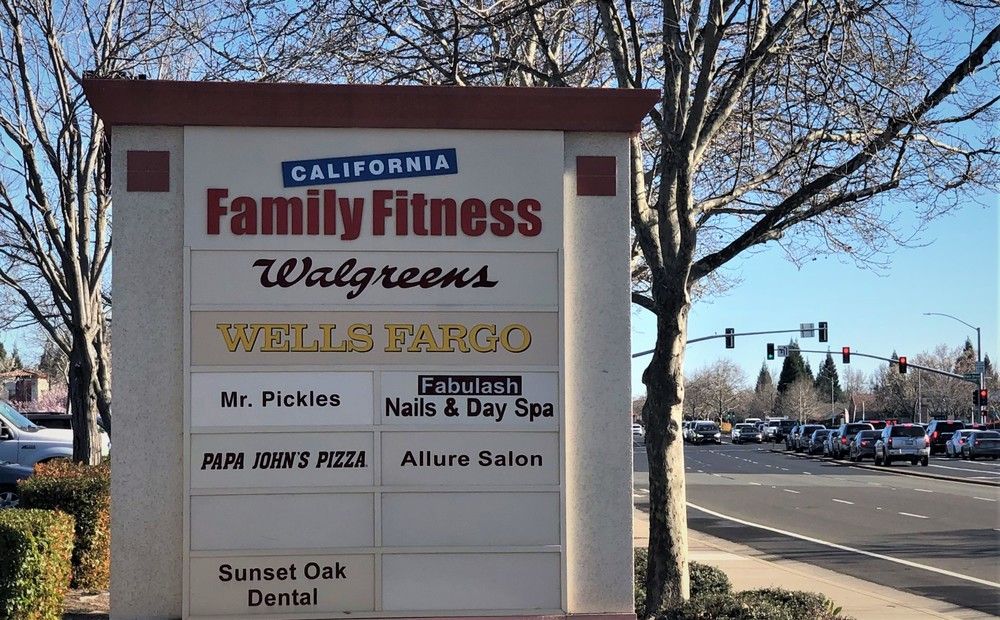 CALIFORNIA
Family Fitness
Walgreens
WELLS FARGO
Mr. Pickles
Fabulash
Nails & Day Spa
PAPA JOHN'S PIZZA
Allure Salon
Sunset Oak
Dental